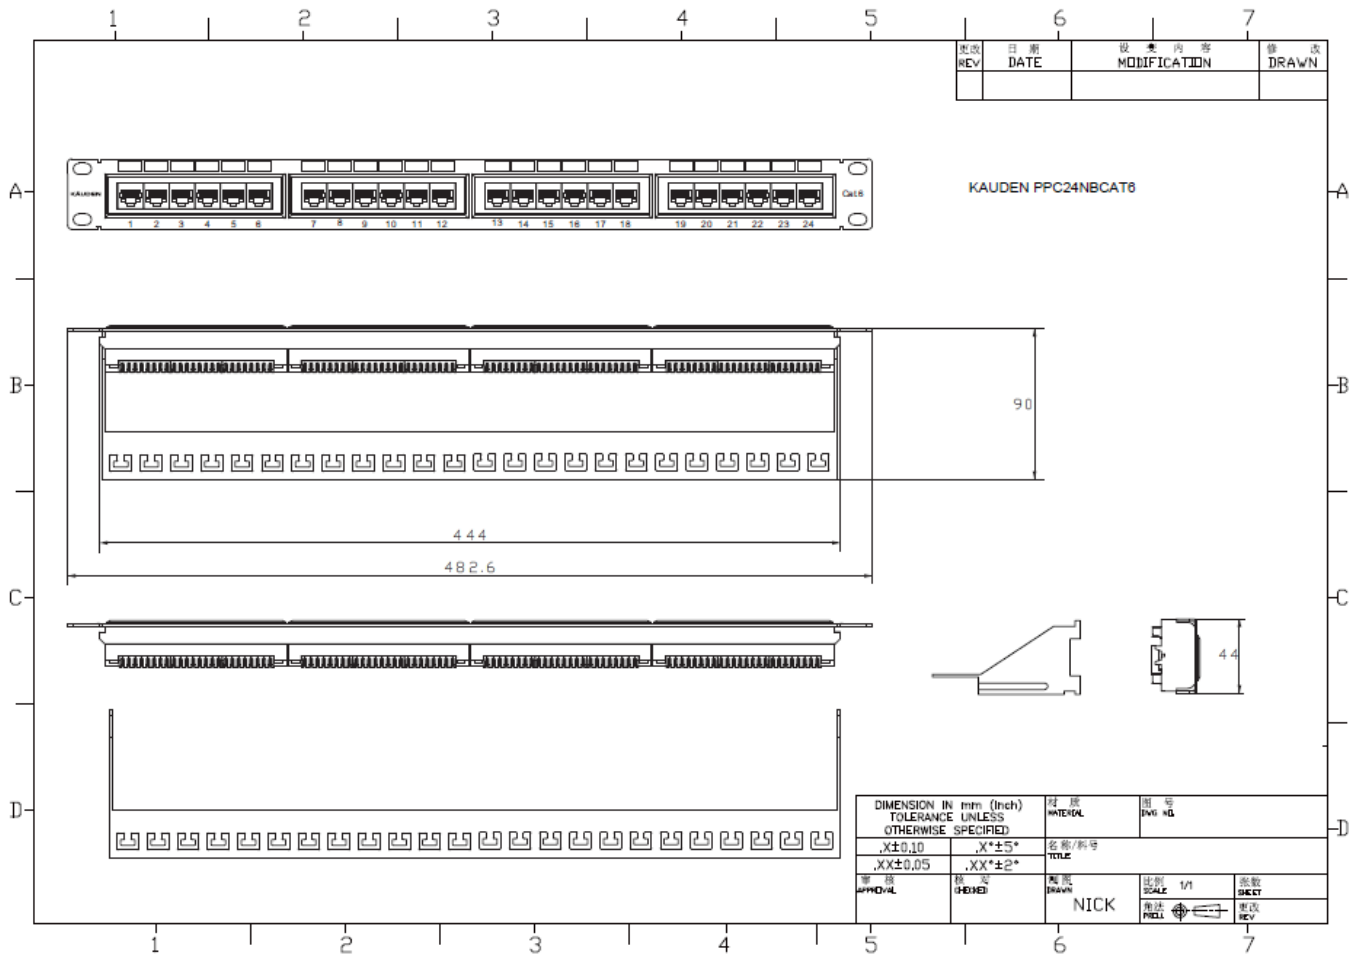 1 2 3 4 5 6 7
更改 日 期 设 变 内 容 修 改
REV DATE MODIFICATION DRAWN
A A
KAUDEN Cat.6
KAUDEN PPC24NBCAT6
1 2 3 4 5 6 7 8 9 10 11 12 13 14 15 16 17 18 19 20 21 22 23 24
B B
90
444
482.6
C C
44
D D
DIMENSION IN mm (Inch)
TOLERANCE UNLESS
OTHERWISE SPECIFIED
材 质
MATERIAL
图 号
DWG NO.
.X±0.10 .X°±5°
.XX±0.05 .XX°±2°
名称/料号
TITLE
审 核
APPROVAL
核 对
CHECKED
制图
DRAWN
NICK
比例
SCALE 1/1
张数
SHEET
角法
PROJ.
更改
REV
1 2 3 4 5 6 7